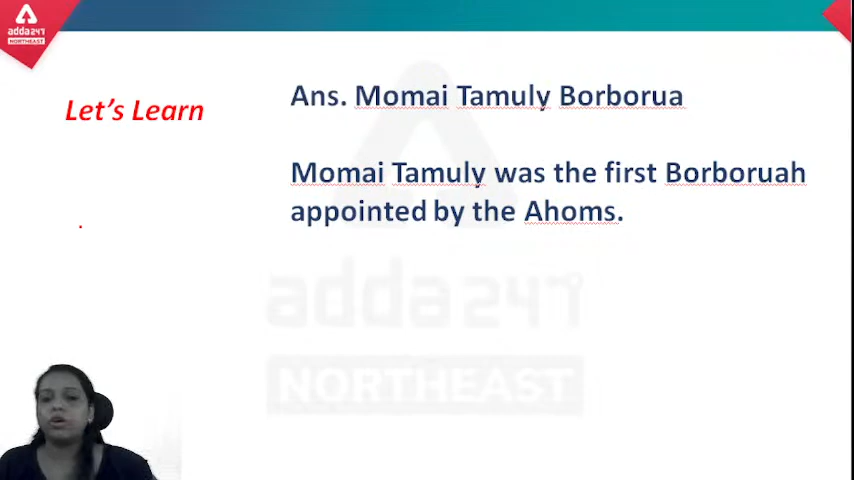 adda247
NORTHEAST
Let's Learn
Ans. Momai Tamuly Borborua
Momai Tamuly was the first Borboruah
appointed by the Ahoms.
adda247
NORTHEAST